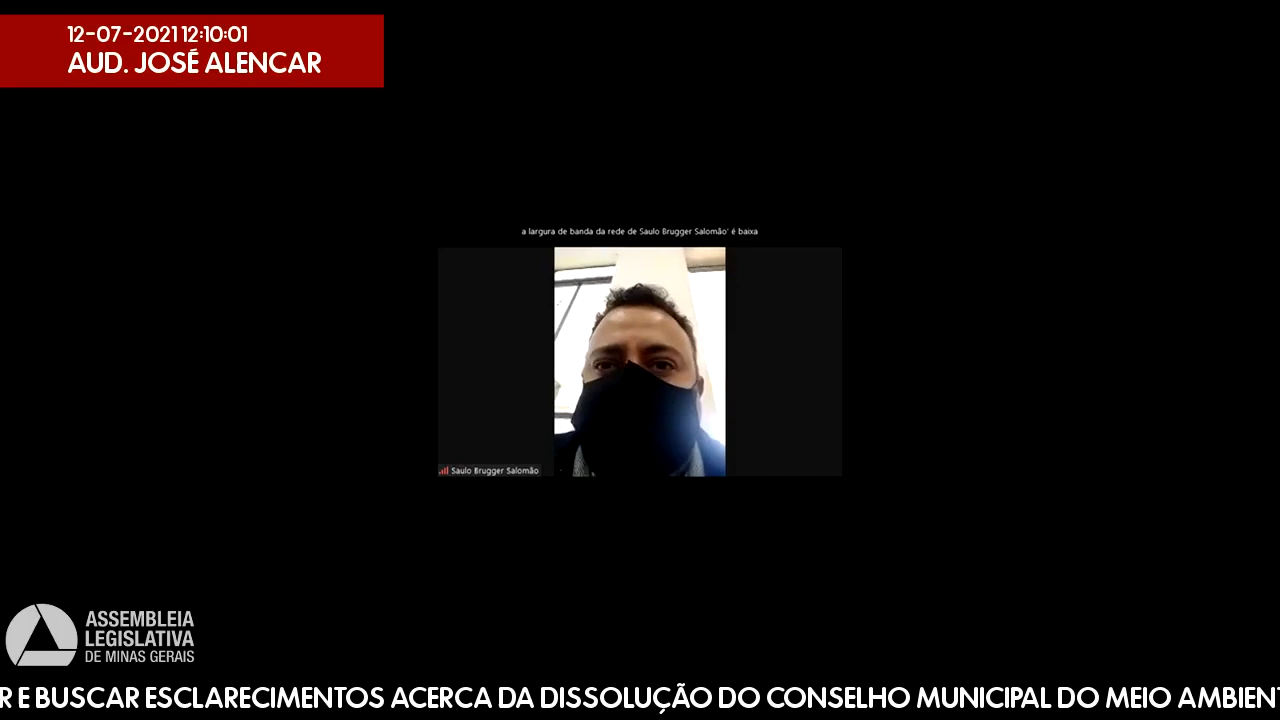 12-07-2021 12:10:01
AUD. JOSÉ ALENCAR
a largura de banda da rede de Saulo Brugger Salomão' é baixa
Saulo Brugger Salomão
ASSEMBLEIA
LEGISLATIVA
DE MINAS GERAIS
R E BUSCAR ESCLARECIMENTOS ACERCA DA DISSOLUÇÃO DO CONSELHO MUNICIPAL DO MEIO AMBIENT